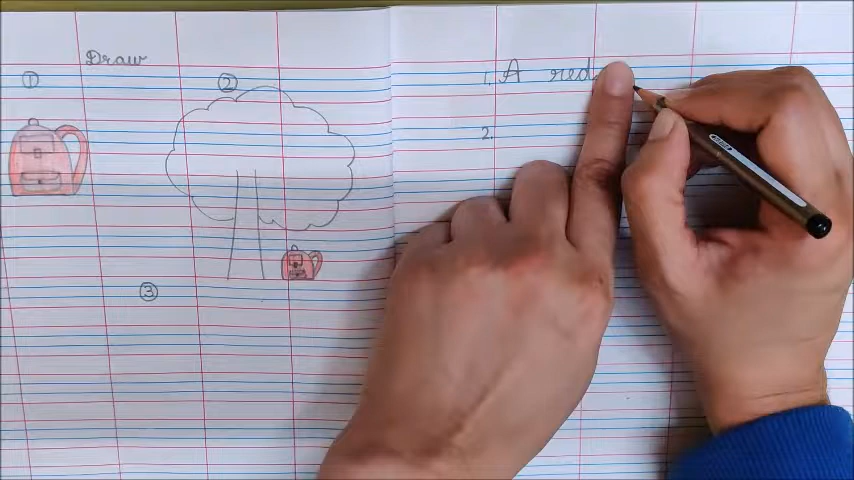 Draw
①
②
③
1. A red
2.